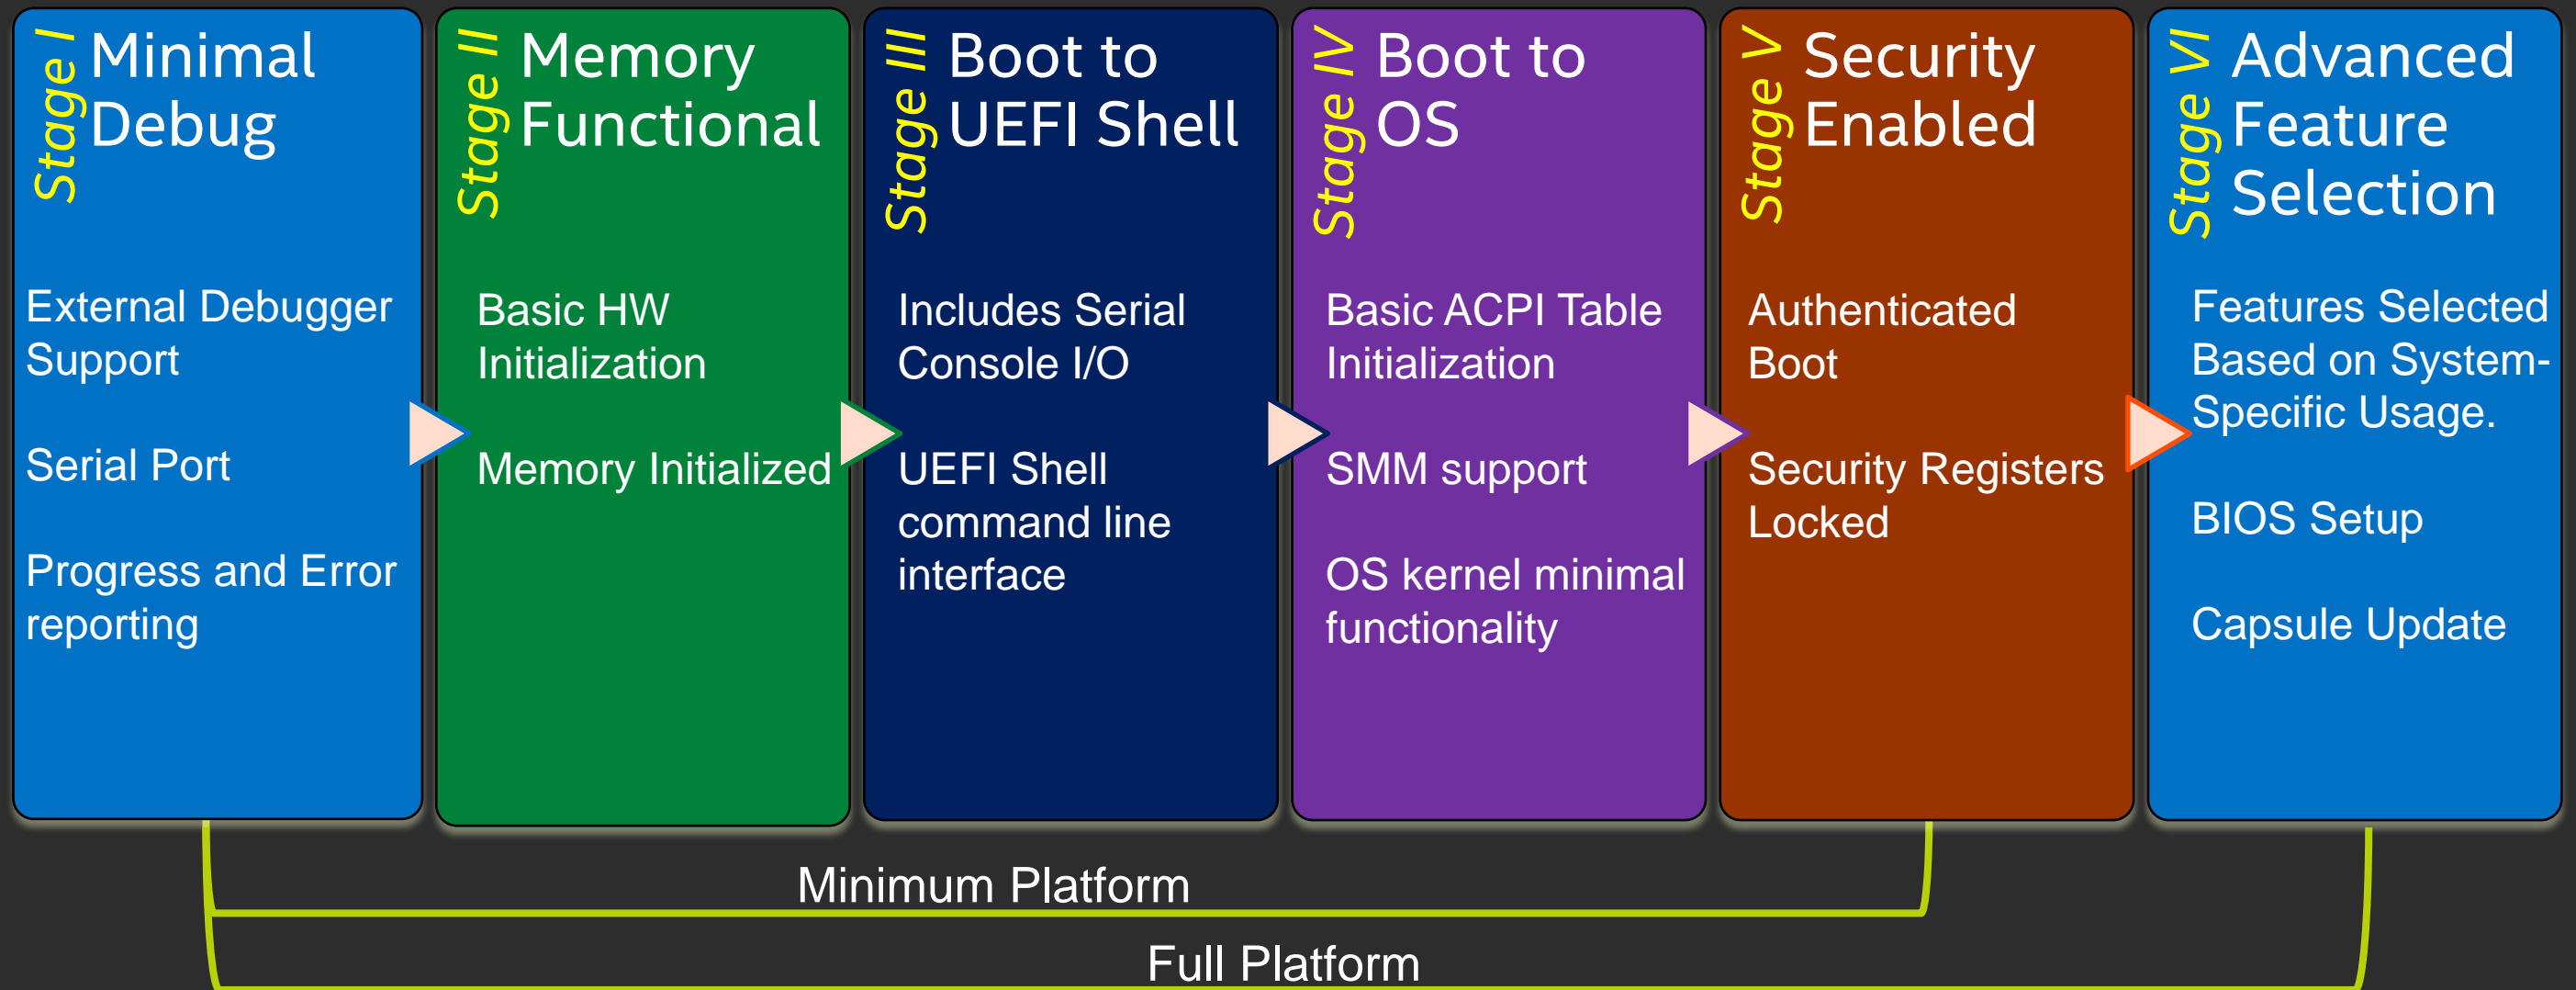 Stage I
Minimal
Debug
External Debugger
Support
Serial Port
Progress and Error
reporting
Stage II
Memory
Functional
Basic HW
Initialization
Memory Initialized
Stage III
Boot to
UEFI Shell
Includes Serial
Console I/O
UEFI Shell
command line
interface
Stage IV
Boot to
OS
Basic ACPI Table
Initialization
SMM support
OS kernel minimal
functionality
Stage V
Security
Enabled
Authenticated
Boot
Security Registers
Locked
Stage VI
Advanced
Feature
Selection
Features Selected
Based on System-
Specific Usage.
BIOS Setup
Capsule Update
Minimum Platform
Full Platform